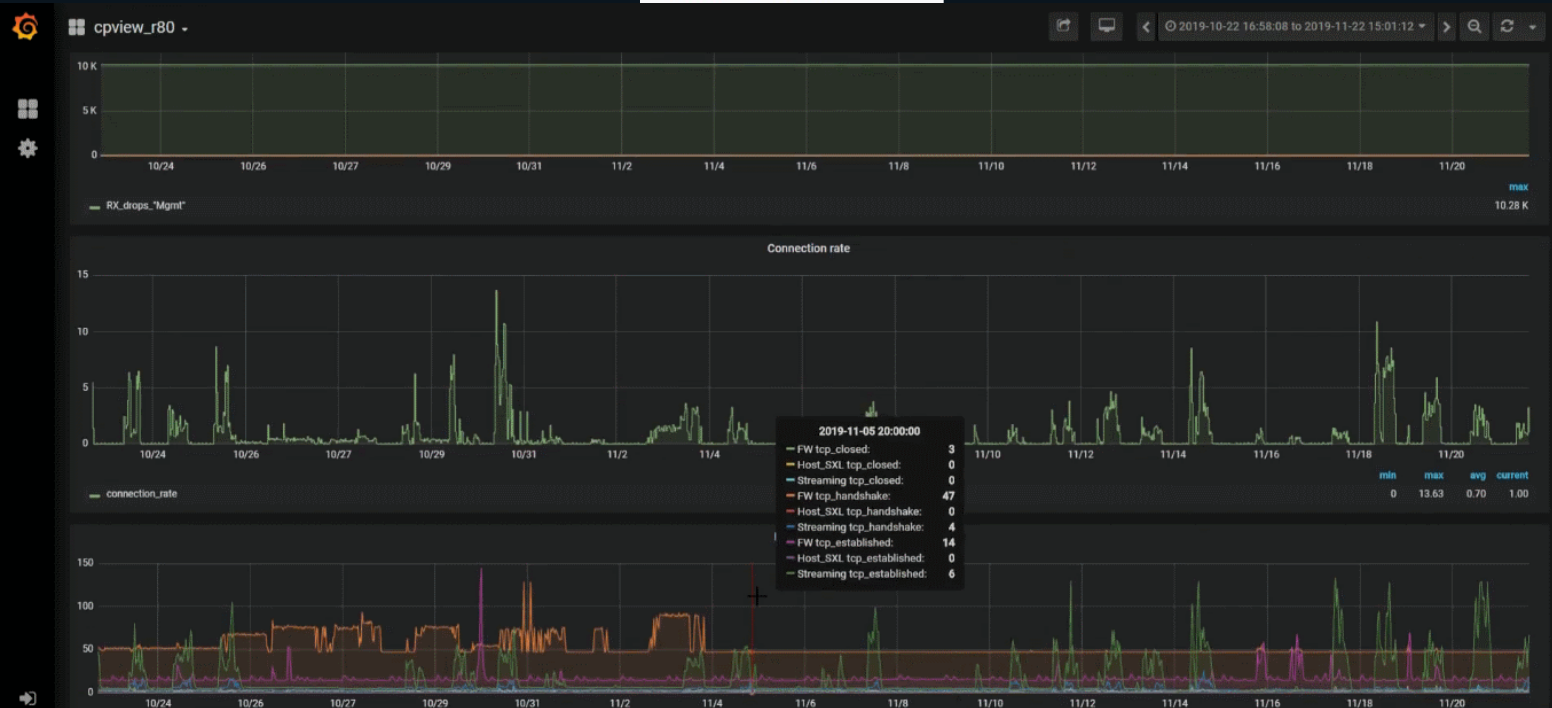 cpview_r80
2019-10-22 16:58:08 to 2019-11-22 15:01:12
10 K
5 K
0
10/24 10/26 10/27 10/29 10/31 11/2 11/4 11/6 11/8 11/10 11/12 11/14 11/16 11/18 11/20
max
RX_drops_"Mgmt" 10.28 K
Connection rate
15
10
5
0
10/24 10/26 10/27 10/29 10/31 11/2 11/4 11/10 11/12 11/14 11/16 11/18 11/20
min max avg current
connection_rate 0 13.63 0.70 1.00
2019-11-05 20:00:00
FW tcp_closed: 3
Host_SXL tcp_closed: 0
Streaming tcp_closed: 0
FW tcp_handshake: 47
Host_SXL tcp_handshake: 0
Streaming tcp_handshake: 4
FW tcp_established: 14
Host_SXL tcp_established: 0
Streaming tcp_established: 6
150
100
50
0
10/24 10/26 10/27 10/29 10/31 11/2 11/4 11/6 11/8 11/10 11/12 11/14 11/16 11/18 11/20